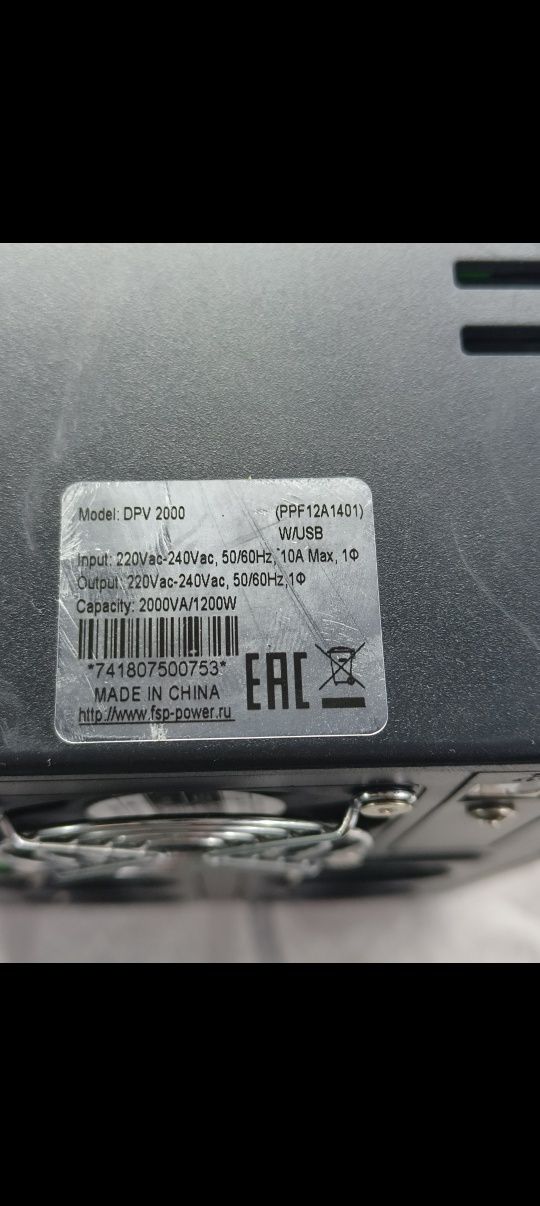 Model: DPV 2000 (PPF12A1401)
W/USB
Input: 220Vac-240Vac, 50/60Hz, 10A Max, 1Φ
Output: 220Vac-240Vac, 50/60Hz,1Φ
Capacity: 2000VA/1200W
*741807500753*
EAC
MADE IN CHINA
http://www.fsp-power.ru